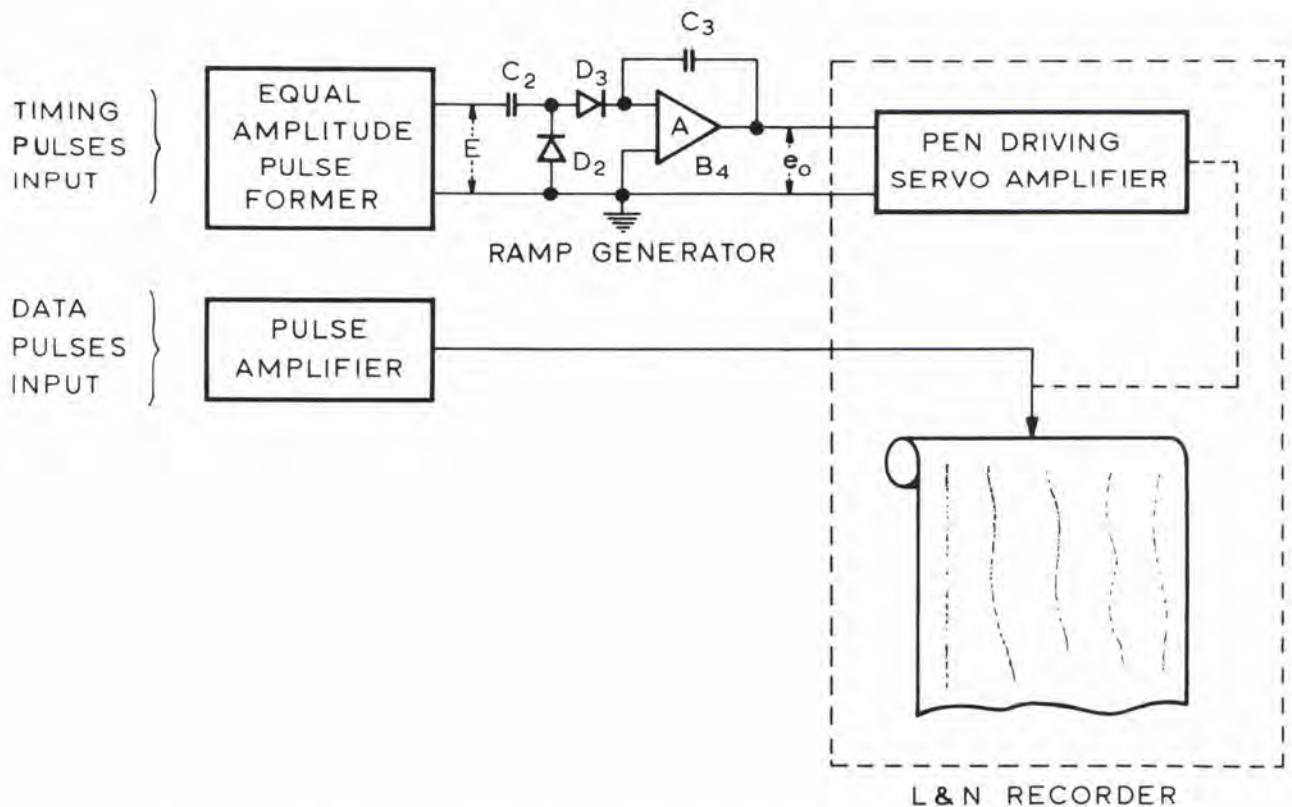 TIMING
PULSES
INPUT
EQUAL
AMPLITUDE
PULSE
FORMER
E
C2
D3
D2
C3
A
B4
eo
RAMP GENERATOR
PEN DRIVING
SERVO AMPLIFIER
DATA
PULSES
INPUT
PULSE
AMPLIFIER
L&N RECORDER